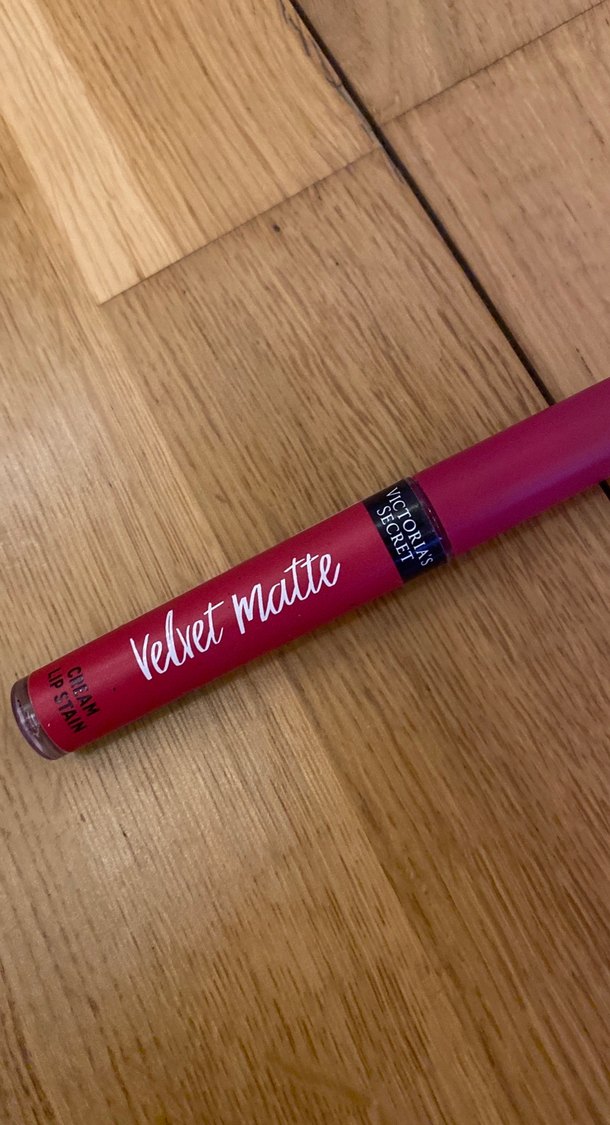 Velvet Matte
CREAM
LIP STAIN
VICTORIA'S
SECRET